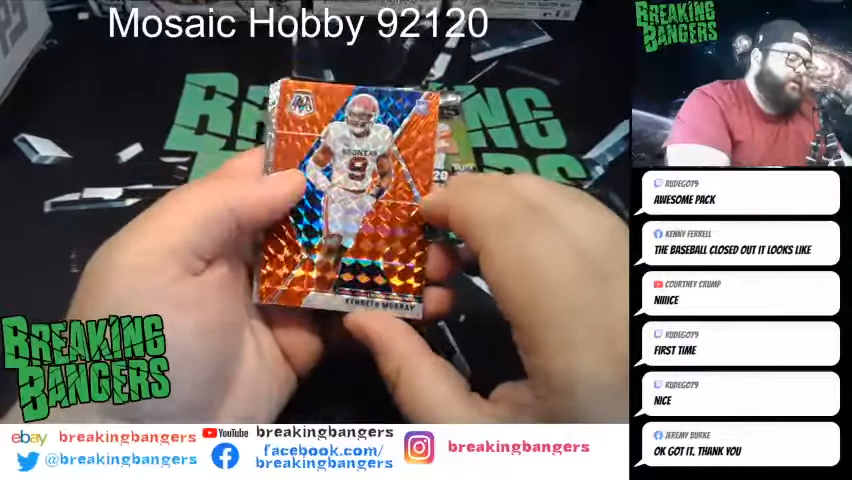 Mosaic Hobby 92120
BREAKING
BANGERS
BREAKING
SOONERS
9
20
KENNETH MURRAY
RUDEGO79
AWESOME PACK
KENNY FERRELL
THE BASEBALL CLOSED OUT IT LOOKS LIKE
COURTNEY CRUMP
NIIIICE
RUDEGO79
FIRST TIME
RUDEGO79
NICE
JEREMY BURKE
OK GOT IT. THANK YOU
BREAKING
BANGERS
ebay breakingbangers
YouTube breakingbangers
@breakingbangers
facebook.com/
breakingbangers
breakingbangers